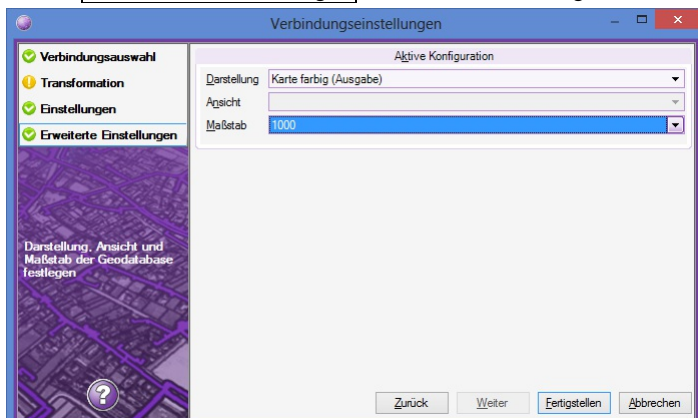 Verbindungseinstellungen
Verbindungsauswahl
Transformation
Einstellungen
Erweiterte Einstellungen
Darstellung, Ansicht und
Maßstab der Geodatabase
festlegen
?
Aktive Konfiguration
Darstellung Karte farbig (Ausgabe)
Ansicht
Maßstab 1000
Zurück Weiter Fertigstellen Abbrechen